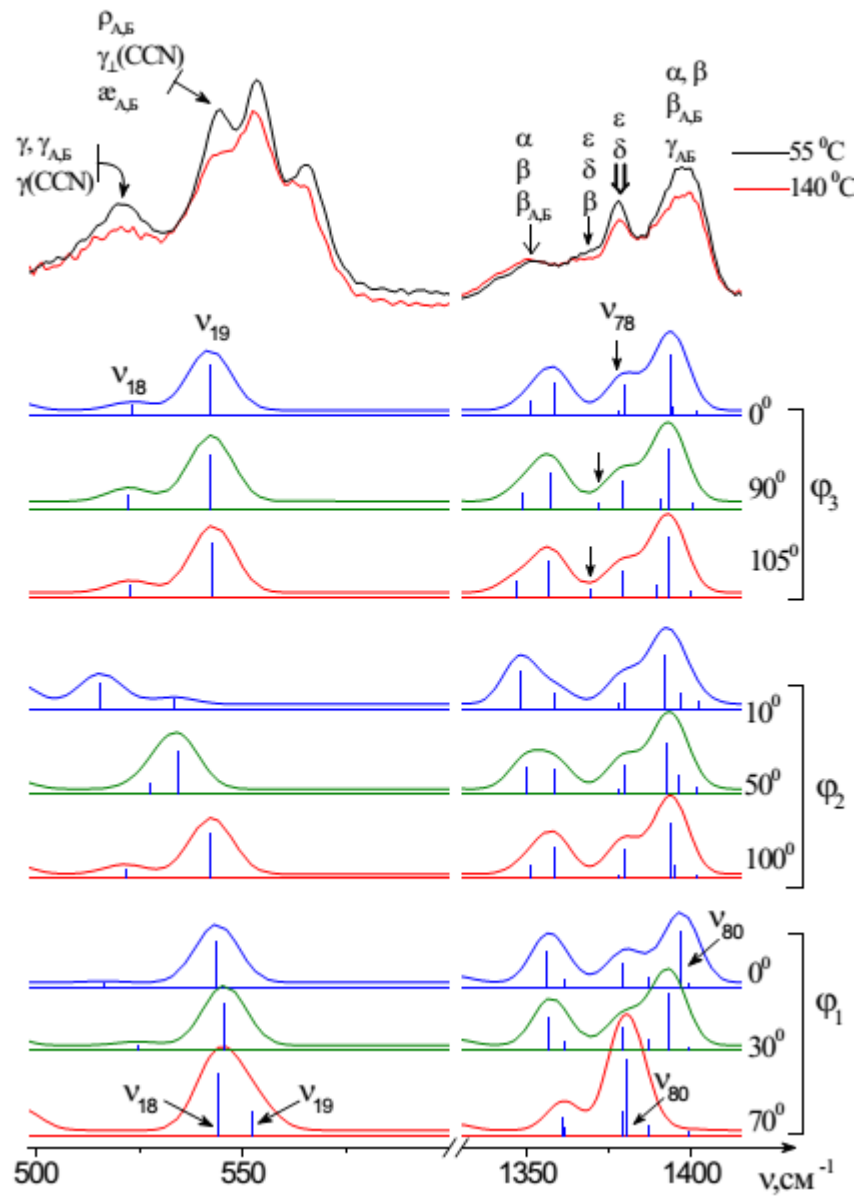 ρА,Б
γ⊥(CCN)
æА,Б
γ, γА,Б
γ(CCN)
α
β
βА,Б
ε
δ
β
ε
δ
α, β
βА,Б
γАБ
55 ⁰C
140 ⁰C
ν18
ν19
ν78
0⁰
90⁰
105⁰
φ3
10⁰
50⁰
100⁰
φ2
ν80
0⁰
30⁰
φ1
ν18
ν19
ν80
70⁰
500
550
1350
1400
ν,см⁻¹